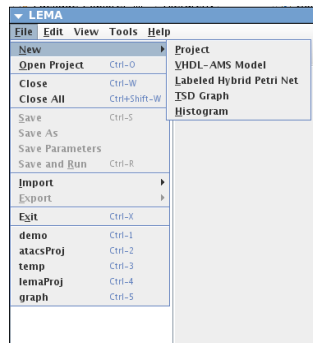 LEMA
File Edit View Tools Help
New
Open Project Ctrl-O
Close Ctrl-W
Close All Ctrl+Shift-W
Save Ctrl-S
Save As
Save Parameters
Save and Run Ctrl-R
Import
Export
Exit Ctrl-X
demo Ctrl-1
atacsProj Ctrl-2
temp Ctrl-3
lemaProj Ctrl-4
graph Ctrl-5
Project
VHDL-AMS Model
Labeled Hybrid Petri Net
TSD Graph
Histogram